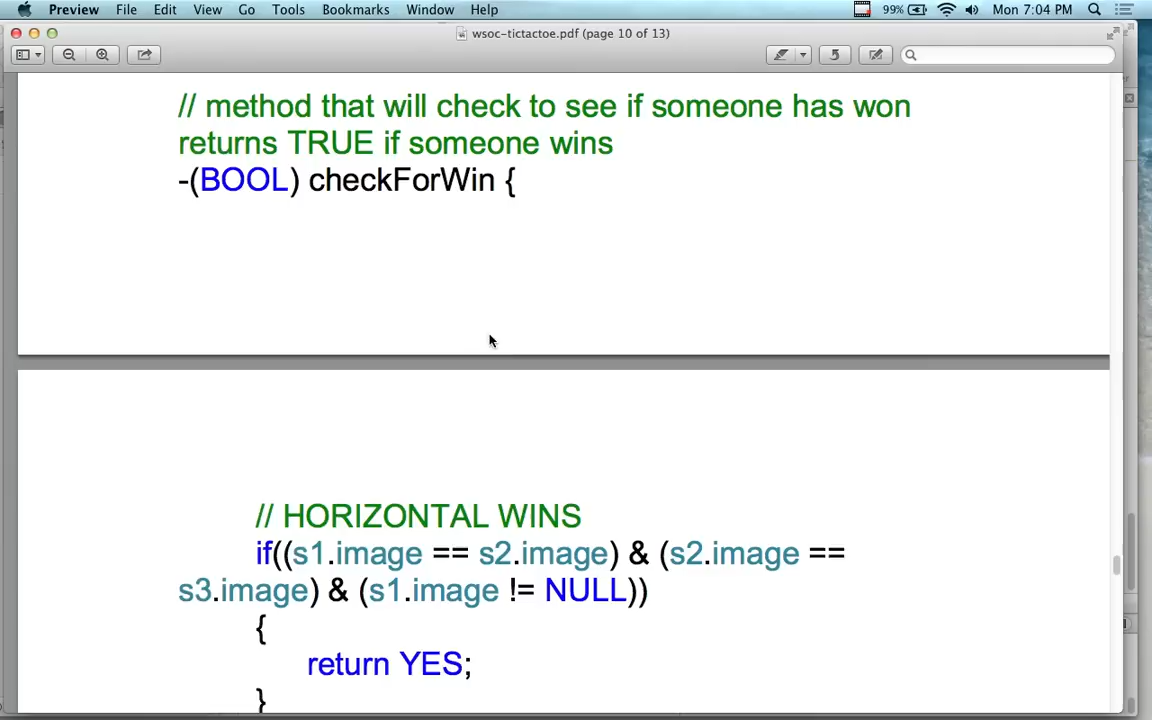 Preview File Edit View Go Tools Bookmarks Window Help 99% Mon 7:04 PM
wsoc-tictactoe.pdf (page 10 of 13)
// method that will check to see if someone has won
returns TRUE if someone wins
-(BOOL) checkForWin {
// HORIZONTAL WINS
if((s1.image == s2.image) & (s2.image ==
s3.image) & (s1.image != NULL))
{
return YES;
}